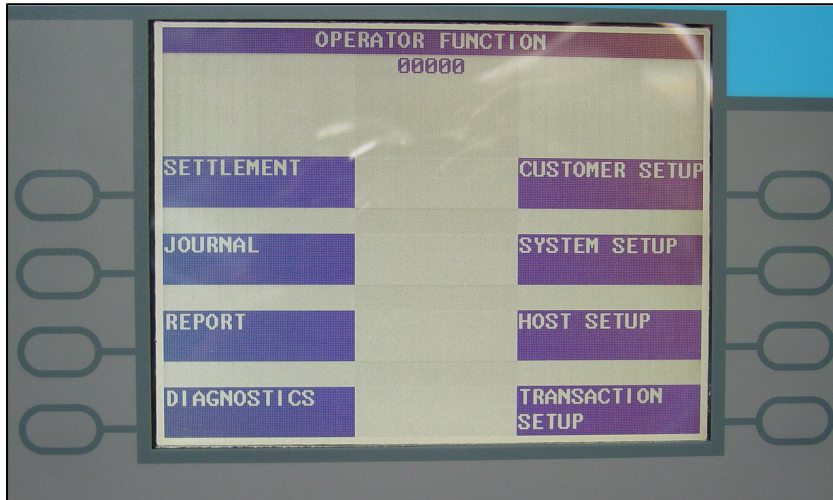 OPERATOR FUNCTION
00000
SETTLEMENT
CUSTOMER SETUP
JOURNAL
SYSTEM SETUP
REPORT
HOST SETUP
DIAGNOSTICS
TRANSACTION
SETUP